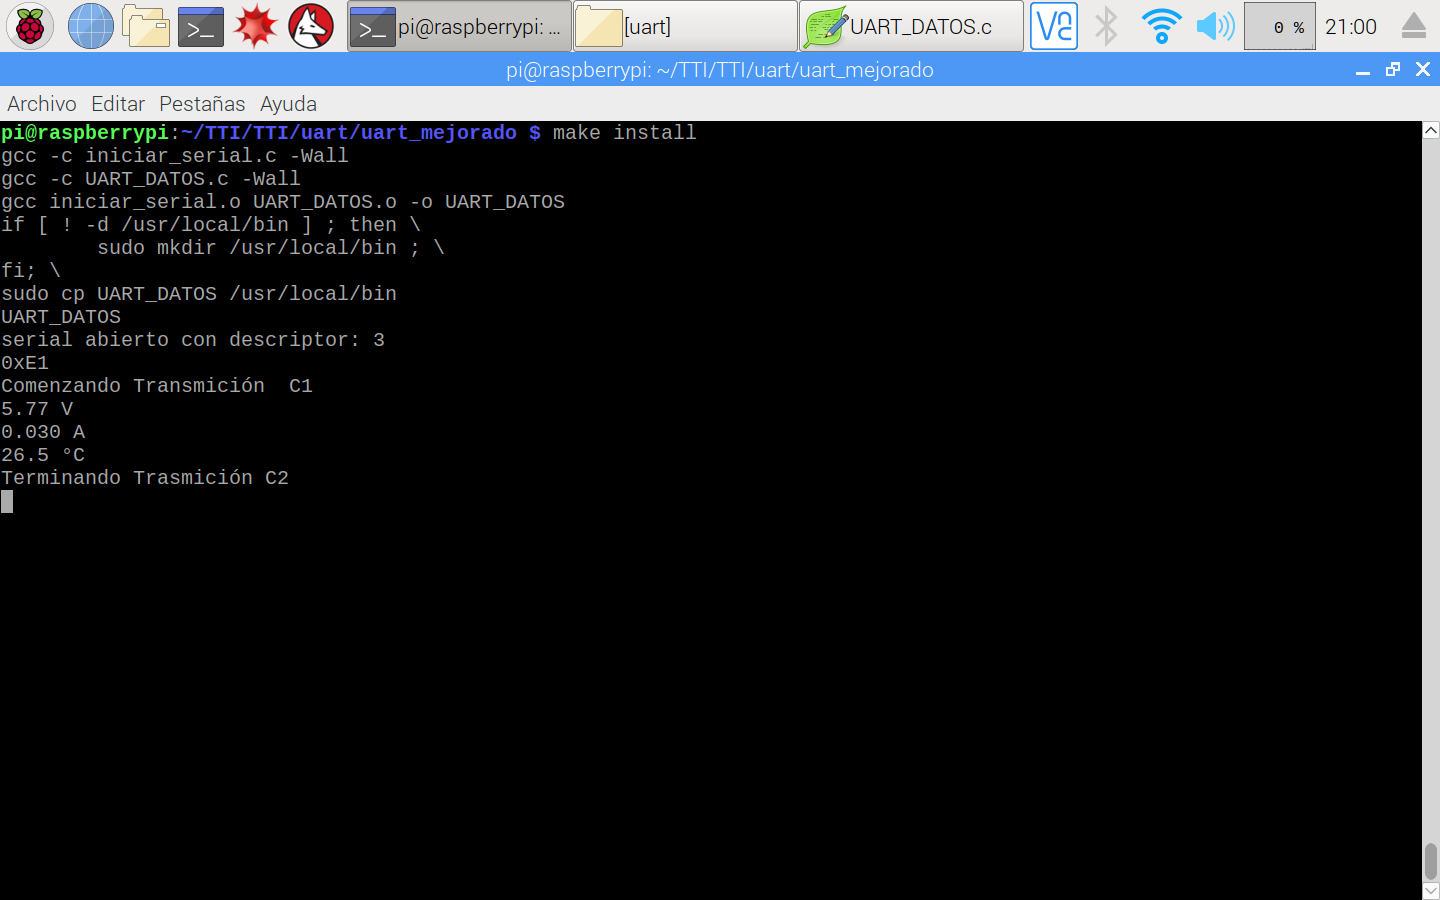 pi@raspberrypi: ...
[uart]
UART_DATOS.c
0 %
21:00
pi@raspberrypi: ~/TTI/TTI/uart/uart_mejorado
Archivo Editar Pestañas Ayuda
pi@raspberrypi:~/TTI/TTI/uart/uart_mejorado $ make install
gcc -c iniciar_serial.c -Wall
gcc -c UART_DATOS.c -Wall
gcc iniciar_serial.o UART_DATOS.o -o UART_DATOS
if [ ! -d /usr/local/bin ] ; then \
        sudo mkdir /usr/local/bin ; \
fi; \
sudo cp UART_DATOS /usr/local/bin
UART_DATOS
serial abierto con descriptor: 3
0xE1
Comenzando Transmición  C1
5.77 V
0.030 A
26.5 °C
Terminando Trasmición C2